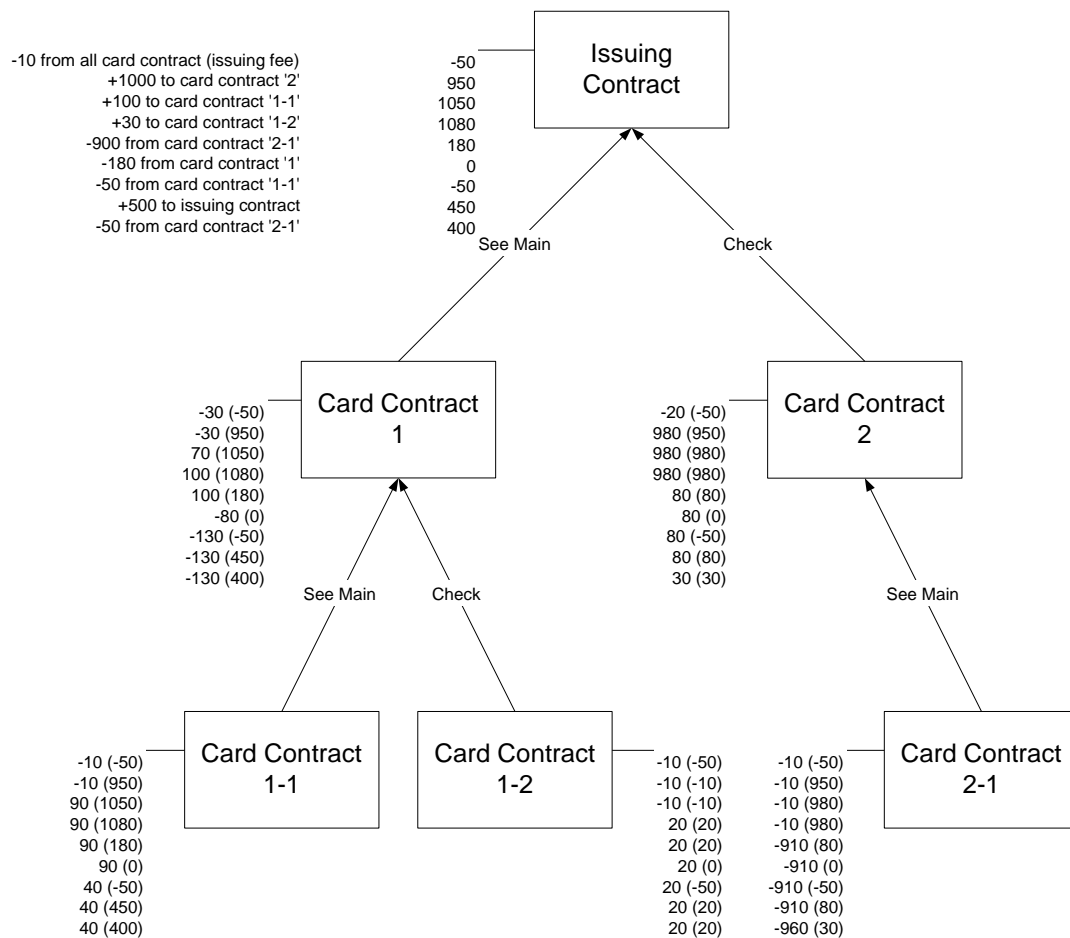 Issuing
Contract
-10 from all card contract (issuing fee)
+1000 to card contract '2'
+100 to card contract '1-1'
+30 to card contract '1-2'
-900 from card contract '2-1'
-180 from card contract '1'
-50 from card contract '1-1'
+500 to issuing contract
-50 from card contract '2-1'
-50
950
1050
1080
180
0
-50
450
400
See Main
Check
Card Contract
1
-30 (-50)
-30 (950)
70 (1050)
100 (1080)
100 (180)
-80 (0)
-130 (-50)
-130 (450)
-130 (400)
Card Contract
2
-20 (-50)
980 (950)
980 (980)
980 (980)
80 (80)
80 (0)
80 (-50)
80 (80)
30 (30)
See Main
Check
See Main
Card Contract
1-1
-10 (-50)
-10 (950)
90 (1050)
90 (1080)
90 (180)
90 (0)
40 (-50)
40 (450)
40 (400)
Card Contract
1-2
-10 (-50)
-10 (-10)
-10 (-10)
20 (20)
20 (20)
20 (0)
20 (-50)
20 (20)
20 (20)
Card Contract
2-1
-10 (-50)
-10 (950)
-10 (980)
-10 (980)
-910 (80)
-910 (0)
-910 (-50)
-910 (80)
-960 (30)